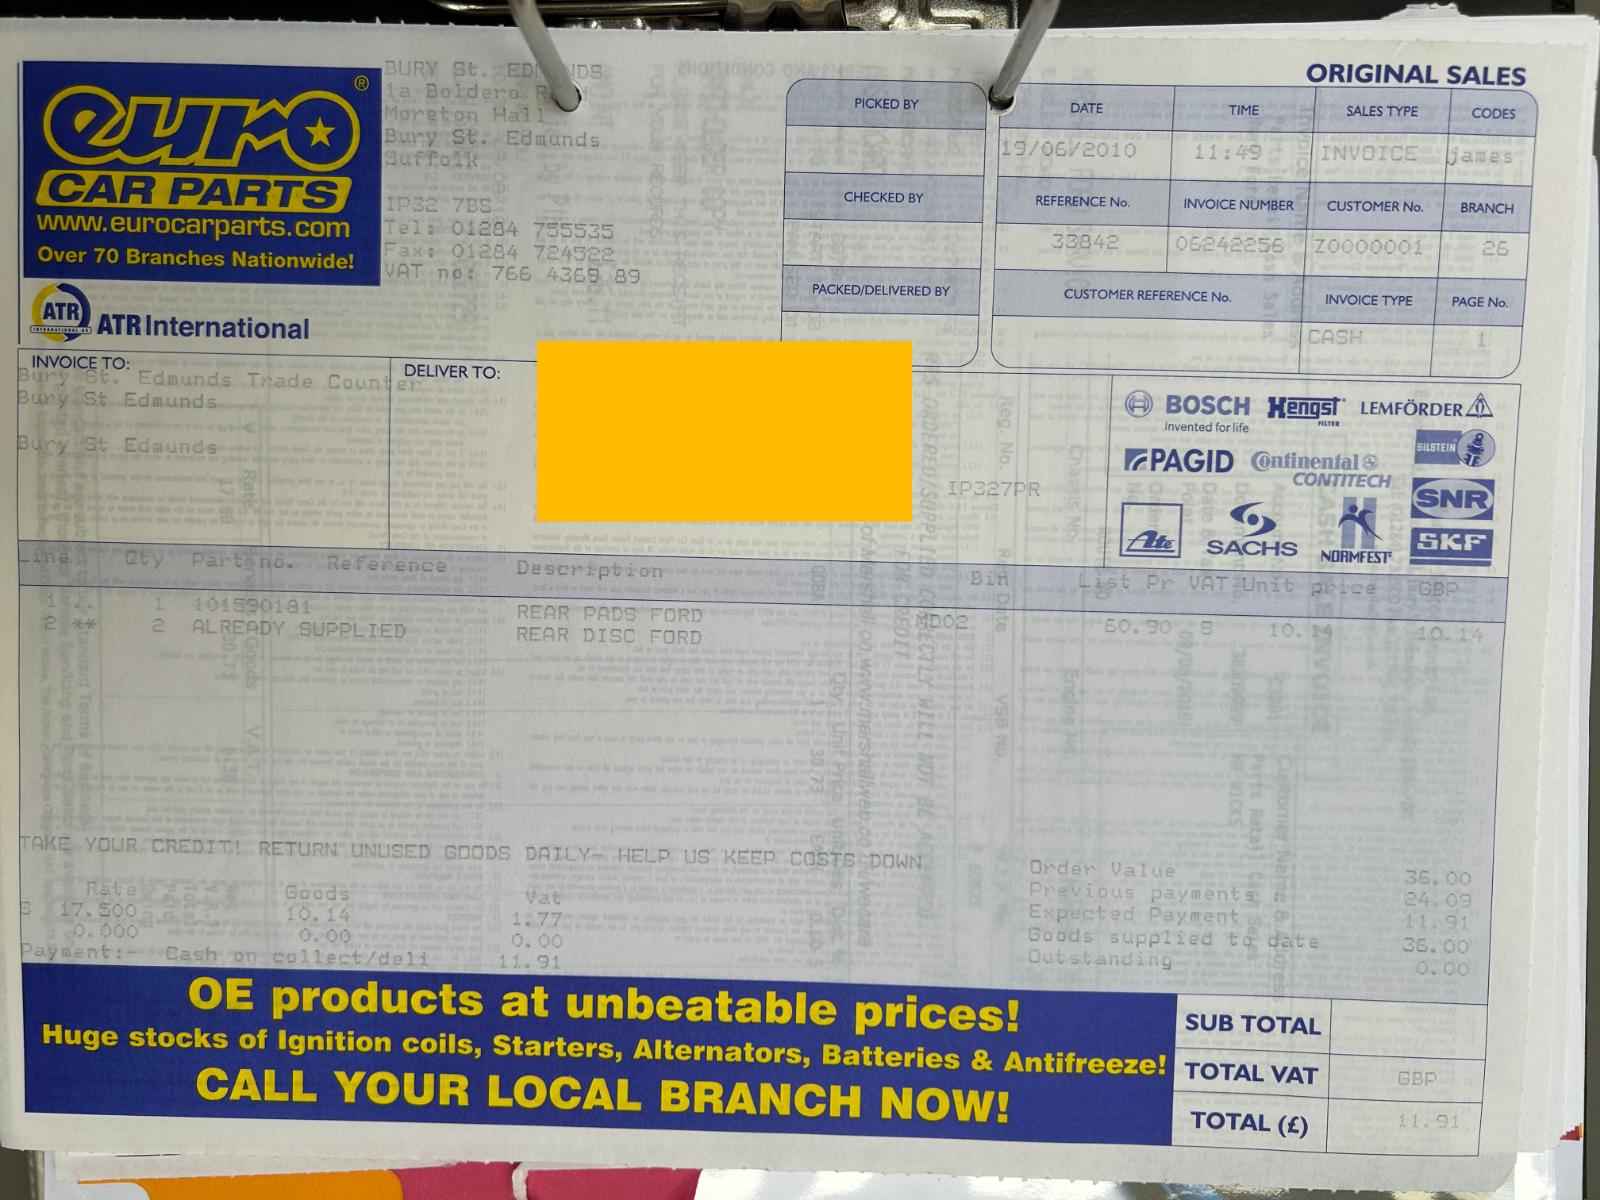 ORIGINAL SALES
euro ®
CAR PARTS
www.eurocarparts.com
Over 70 Branches Nationwide!
ATR ATR International
BURY St. EDMUNDS
1a Boldero R
Moreton Hall
Bury St. Edmunds
Suffolk
IP32 7BS
Tel: 01284 755535
Fax: 01284 724522
VAT no: 766 4369 89
PICKED BY
CHECKED BY
PACKED/DELIVERED BY
DATE TIME SALES TYPE CODES
19/06/2010 11:49 INVOICE james
REFERENCE No. INVOICE NUMBER CUSTOMER No. BRANCH
33842 06242256 Z0000001 26
CUSTOMER REFERENCE No. INVOICE TYPE PAGE No.
CASH 1
INVOICE TO:
Bury St. Edmunds Trade Counter
Bury St Edmunds
Bury St Edmunds
DELIVER TO:
IP327PR
BOSCH Hengst LEMFÖRDER
Invented for life FILTER
BILSTEIN
PAGID Continental CONTITECH
SNR
Ate SACHS NORMFEST SKF
Line Qty Part no. Reference Description Bin List Pr VAT Unit price GBP
1 1 101590181 REAR PADS FORD MD02 60.90 S 10.14 10.14
2 ** 2 ALREADY SUPPLIED REAR DISC FORD
TAKE YOUR CREDIT! RETURN UNUSED GOODS DAILY- HELP US KEEP COSTS DOWN
Rate Goods Vat
S 17.500 10.14 1.77
0.000 0.00 0.00
Payment:- Cash on collect/deli 11.91
Order Value 36.00
Previous payments 24.09
Expected Payment 11.91
Goods supplied to date 36.00
Outstanding 0.00
OE products at unbeatable prices!
Huge stocks of Ignition coils, Starters, Alternators, Batteries & Antifreeze!
CALL YOUR LOCAL BRANCH NOW!
SUB TOTAL
TOTAL VAT GBP
TOTAL (£) 11.91